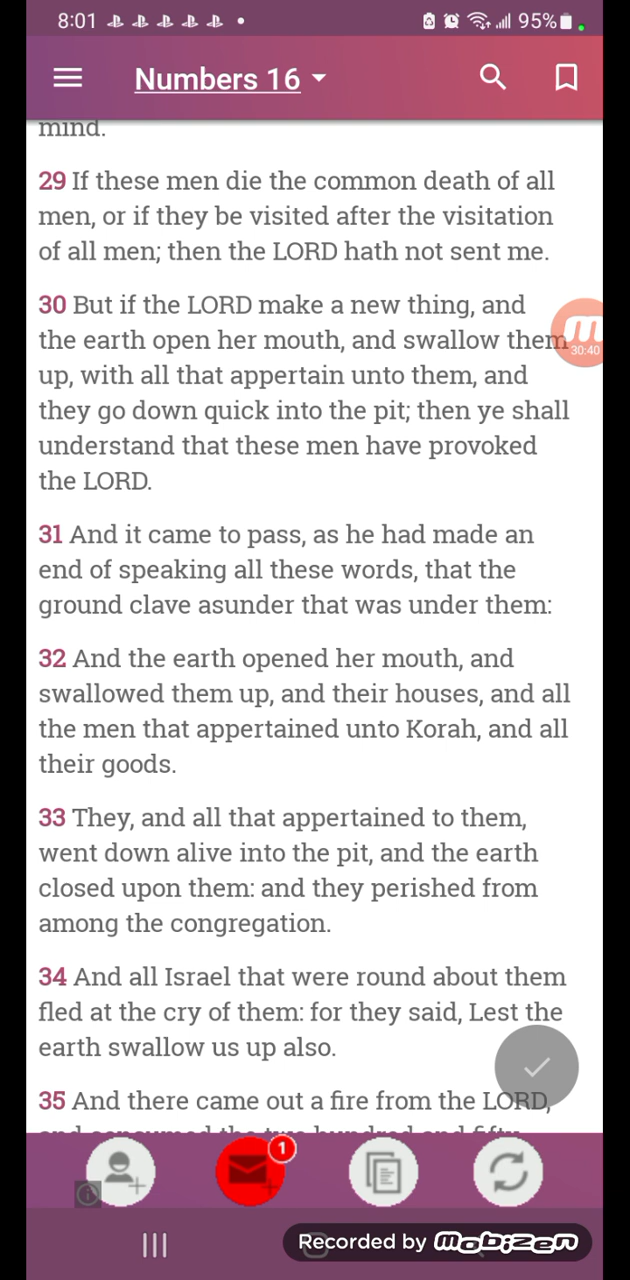 8:01 95%
Numbers 16
mind.
29 If these men die the common death of all
men, or if they be visited after the visitation
of all men; then the LORD hath not sent me.
30 But if the LORD make a new thing, and
the earth open her mouth, and swallow them
30:40
up, with all that appertain unto them, and
they go down quick into the pit; then ye shall
understand that these men have provoked
the LORD.
31 And it came to pass, as he had made an
end of speaking all these words, that the
ground clave asunder that was under them:
32 And the earth opened her mouth, and
swallowed them up, and their houses, and all
the men that appertained unto Korah, and all
their goods.
33 They, and all that appertained to them,
went down alive into the pit, and the earth
closed upon them: and they perished from
among the congregation.
34 And all Israel that were round about them
fled at the cry of them: for they said, Lest the
earth swallow us up also.
35 And there came out a fire from the LORD,
and consumed the two hundred and fifty
1
Recorded by mobizen